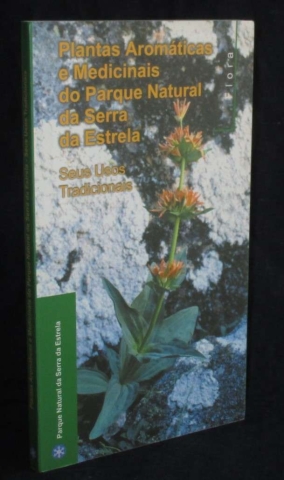 Plantas Aromáticas
e Medicinais
do Parque Natural
da Serra
da Estrela
Seus Usos
Tradicionais
Flora
Parque Natural da Serra da Estrela